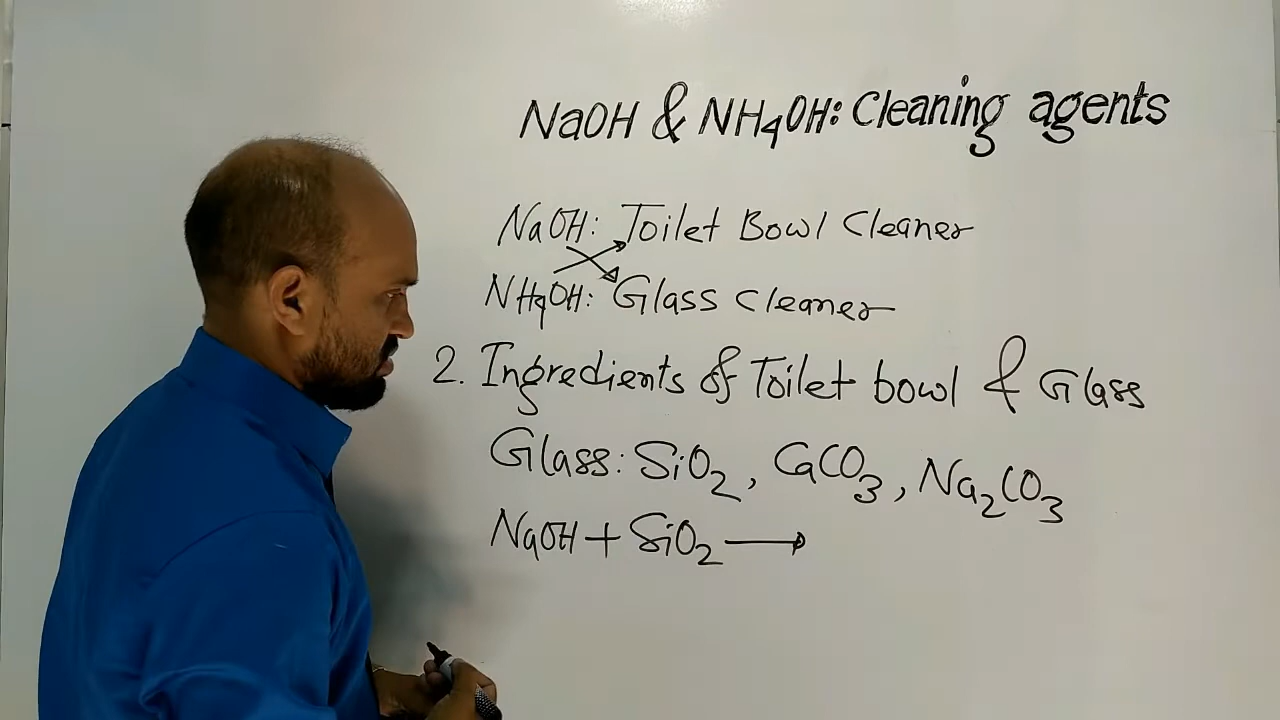 NaOH & NH4OH: Cleaning agents
NaOH: Toilet Bowl Cleaner
NH4OH: Glass Cleaner
2. Ingredients of Toilet bowl & Glass
Glass: SiO2, CaCO3, Na2CO3
NaOH + SiO2 →